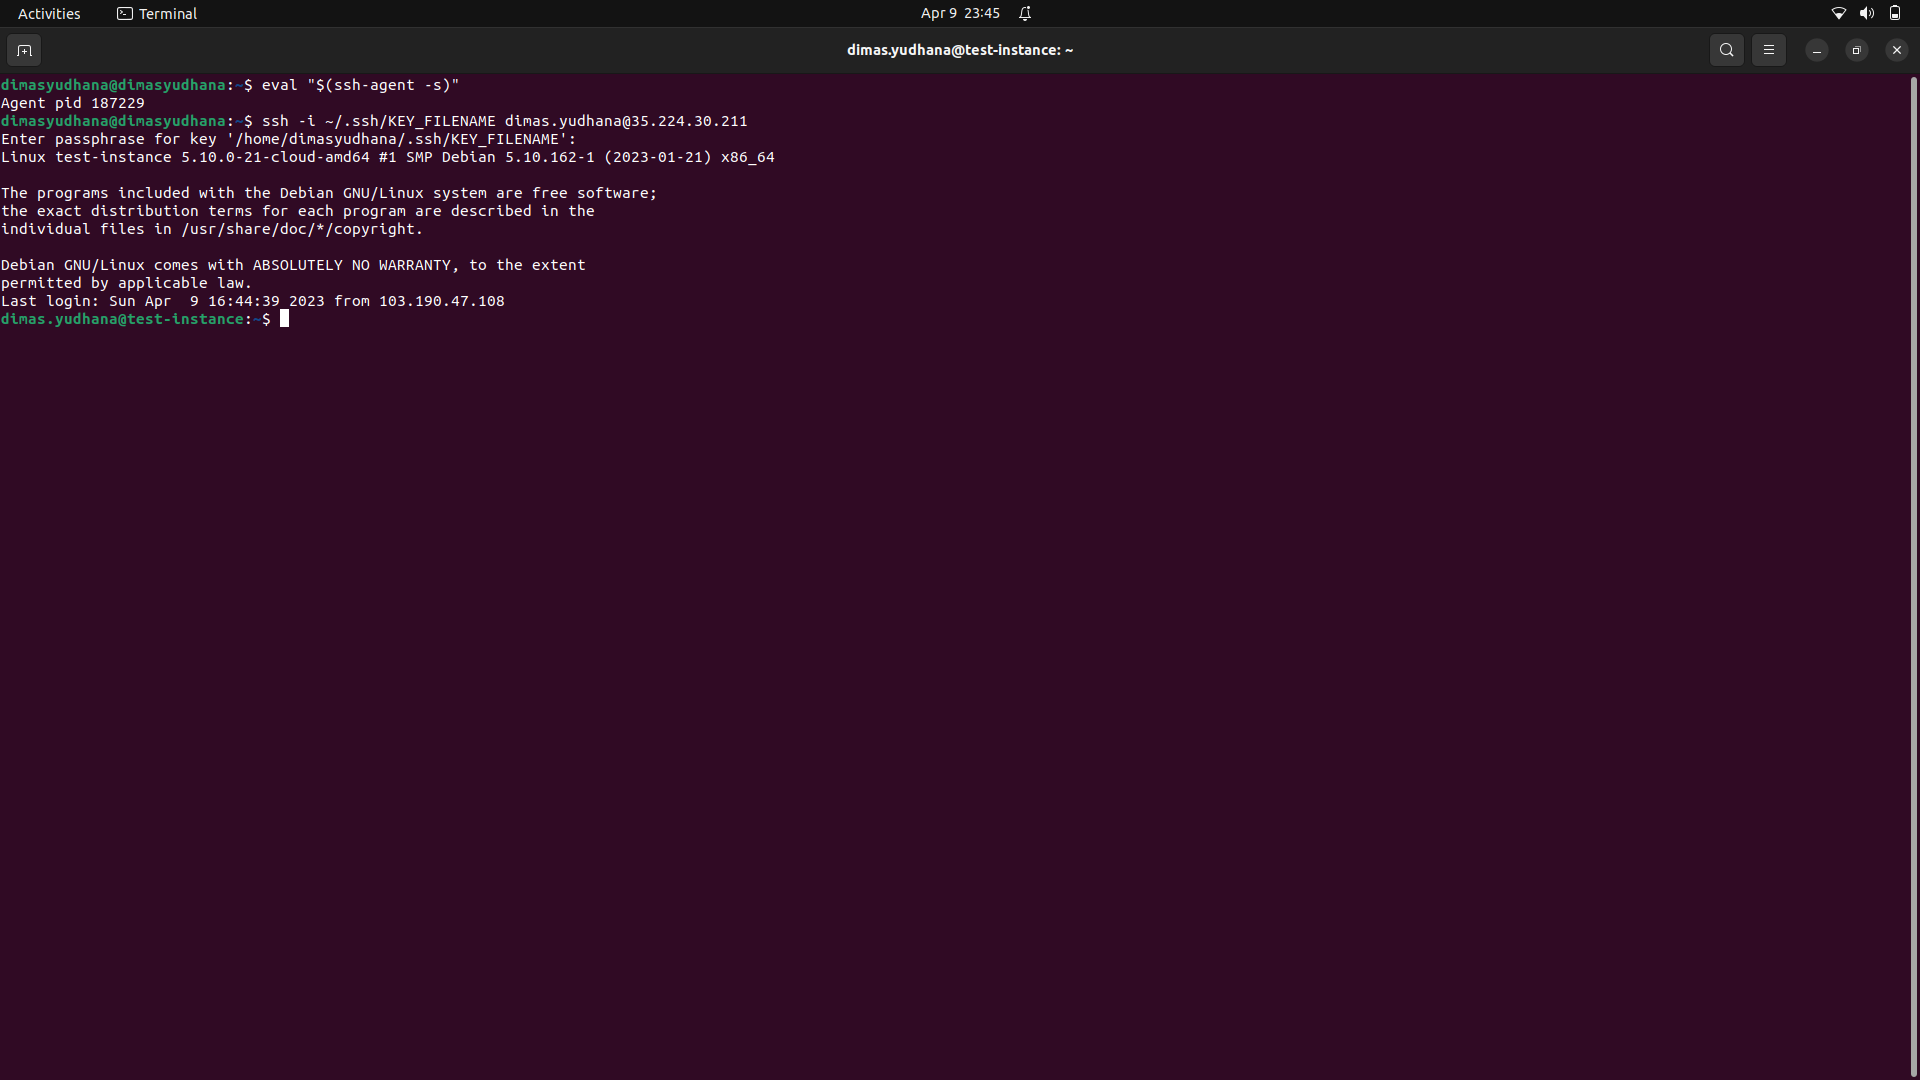 Activities Terminal Apr 9 23:45
dimas.yudhana@test-instance: ~
dimasyudhana@dimasyudhana:~$ eval "$(ssh-agent -s)"
Agent pid 187229
dimasyudhana@dimasyudhana:~$ ssh -i ~/.ssh/KEY_FILENAME dimas.yudhana@35.224.30.211
Enter passphrase for key '/home/dimasyudhana/.ssh/KEY_FILENAME':
Linux test-instance 5.10.0-21-cloud-amd64 #1 SMP Debian 5.10.162-1 (2023-01-21) x86_64

The programs included with the Debian GNU/Linux system are free software;
the exact distribution terms for each program are described in the
individual files in /usr/share/doc/*/copyright.

Debian GNU/Linux comes with ABSOLUTELY NO WARRANTY, to the extent
permitted by applicable law.
Last login: Sun Apr  9 16:44:39 2023 from 103.190.47.108
dimas.yudhana@test-instance:~$